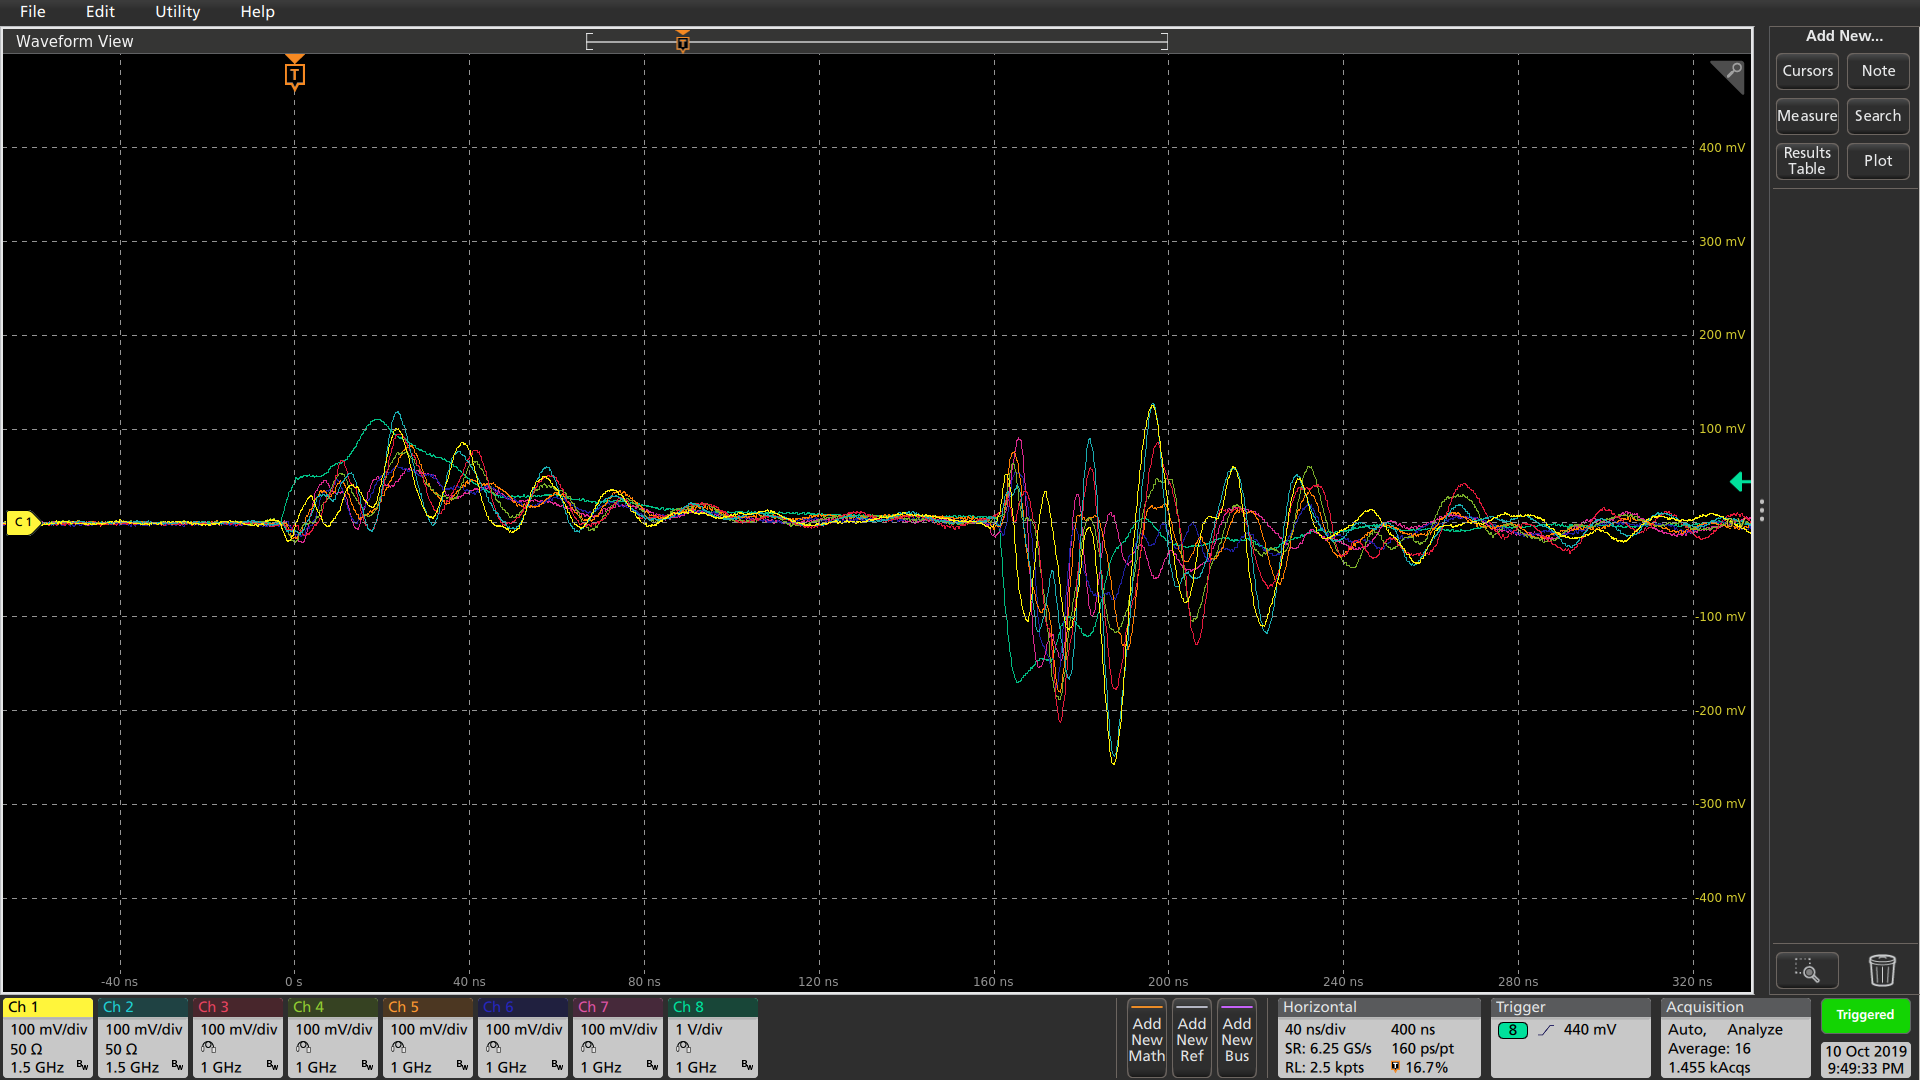 File Edit Utility Help
Waveform View
T
T
Add New...
Cursors Note
Measure Search
Results Table Plot
400 mV
300 mV
200 mV
100 mV
C 1
-100 mV
-200 mV
-300 mV
-400 mV
-40 ns 0 s 40 ns 80 ns 120 ns 160 ns 200 ns 240 ns 280 ns 320 ns
Ch 1
100 mV/div
50 Ω
1.5 GHz Bw
Ch 2
100 mV/div
50 Ω
1.5 GHz Bw
Ch 3
100 mV/div
1 GHz Bw
Ch 4
100 mV/div
1 GHz Bw
Ch 5
100 mV/div
1 GHz Bw
Ch 6
100 mV/div
1 GHz Bw
Ch 7
100 mV/div
1 GHz Bw
Ch 8
1 V/div
1 GHz Bw
Add New Math
Add New Ref
Add New Bus
Horizontal
40 ns/div 400 ns
SR: 6.25 GS/s 160 ps/pt
RL: 2.5 kpts T 16.7%
Trigger
8 440 mV
Acquisition
Auto, Analyze
Average: 16
1.455 kAcqs
Triggered
10 Oct 2019
9:49:33 PM